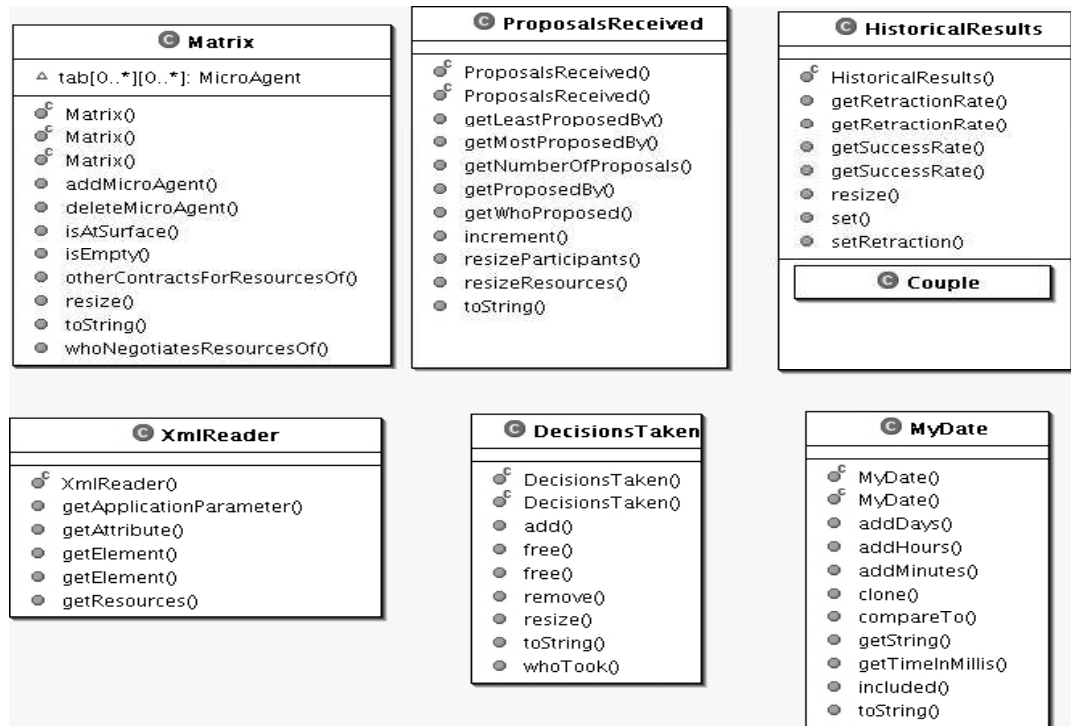 Matrix
tab[0..*][0..*]: MicroAgent
Matrix()
Matrix()
Matrix()
addMicroAgent()
deleteMicroAgent()
isAtSurface()
isEmpty()
otherContractsForResourcesOf()
resize()
toString()
whoNegotiatesResourcesOf()
ProposalsReceived
ProposalsReceived()
ProposalsReceived()
getLeastProposedBy()
getMostProposedBy()
getNumberOfProposals()
getProposedBy()
getWhoProposed()
increment()
resizeParticipants()
resizeResources()
toString()
HistoricalResults
HistoricalResults()
getRetractionRate()
getRetractionRate()
getSuccessRate()
getSuccessRate()
resize()
set()
setRetraction()
Couple
XmlReader
XmlReader()
getApplicationParameter()
getAttribute()
getElement()
getElement()
getResources()
DecisionsTaken
DecisionsTaken()
DecisionsTaken()
add()
free()
free()
remove()
resize()
toString()
whoTook()
MyDate
MyDate()
MyDate()
addDays()
addHours()
addMinutes()
clone()
compareTo()
getString()
getTimeInMillis()
included()
toString()